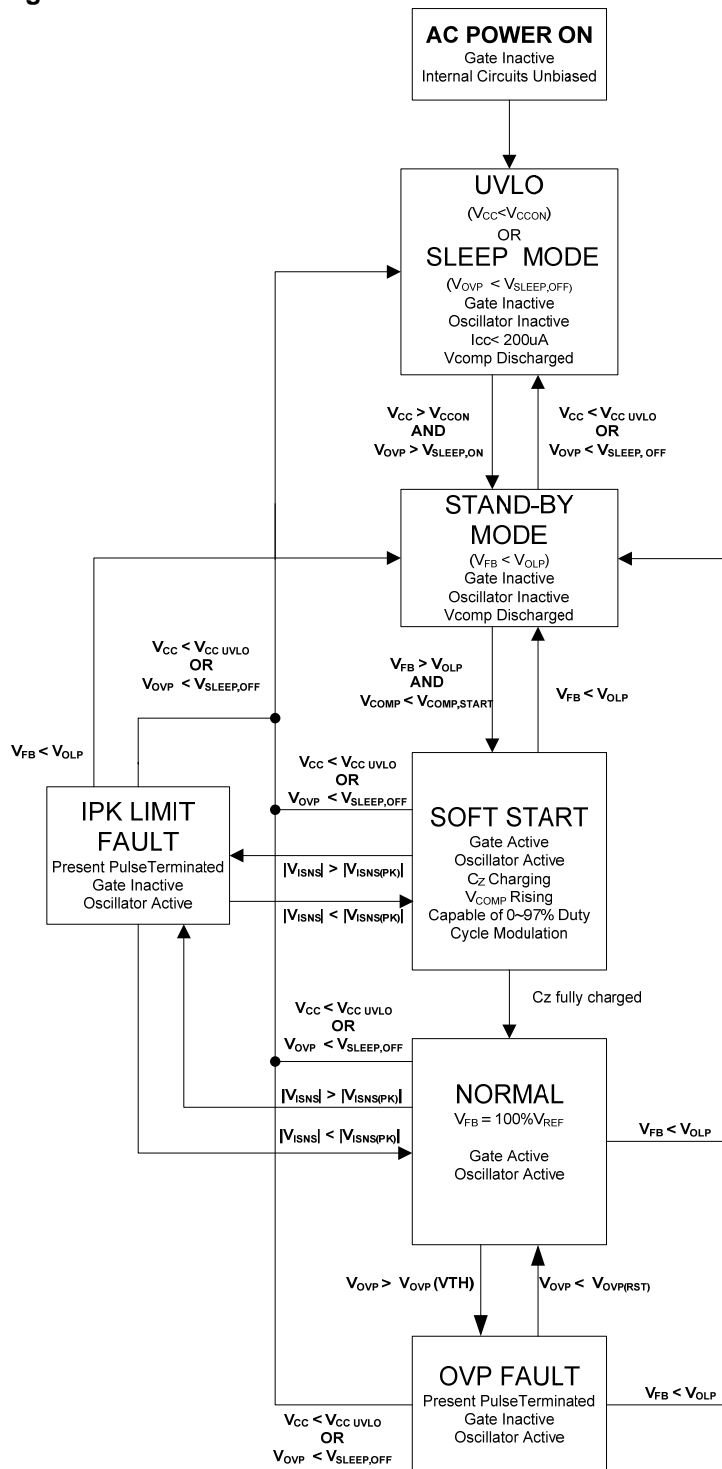 AC POWER ON
Gate Inactive
Internal Circuits Unbiased
UVLO
(VCC<VCCON)
OR
SLEEP MODE
(VOVP < VSLEEP,OFF)
Gate Inactive
Oscillator Inactive
Icc< 200uA
Vcomp Discharged
VCC > VCCON
AND
VOVP > VSLEEP,ON
VCC < VCC UVLO
OR
VOVP < VSLEEP, OFF
STAND-BY
MODE
(VFB < VOLP)
Gate Inactive
Oscillator Inactive
Vcomp Discharged
VCC < VCC UVLO
OR
VOVP < VSLEEP,OFF
VFB > VOLP
AND
VCOMP < VCOMP,START
VFB < VOLP
VFB < VOLP
VCC < VCC UVLO
OR
VOVP < VSLEEP,OFF
IPK LIMIT
FAULT
Present PulseTerminated
Gate Inactive
Oscillator Active
|VISNS| > |VISNS(PK)|
|VISNS| < |VISNS(PK)|
SOFT START
Gate Active
Oscillator Active
CZ Charging
VCOMP Rising
Capable of 0~97% Duty
Cycle Modulation
Cz fully charged
VCC < VCC UVLO
OR
VOVP < VSLEEP,OFF
|VISNS| > |VISNS(PK)|
|VISNS| < |VISNS(PK)|
NORMAL
VFB = 100%VREF
Gate Active
Oscillator Active
VFB < VOLP
VOVP > VOVP (VTH)
VOVP < VOVP(RST)
OVP FAULT
Present PulseTerminated
Gate Inactive
Oscillator Active
VFB < VOLP
VCC < VCC UVLO
OR
VOVP < VSLEEP,OFF